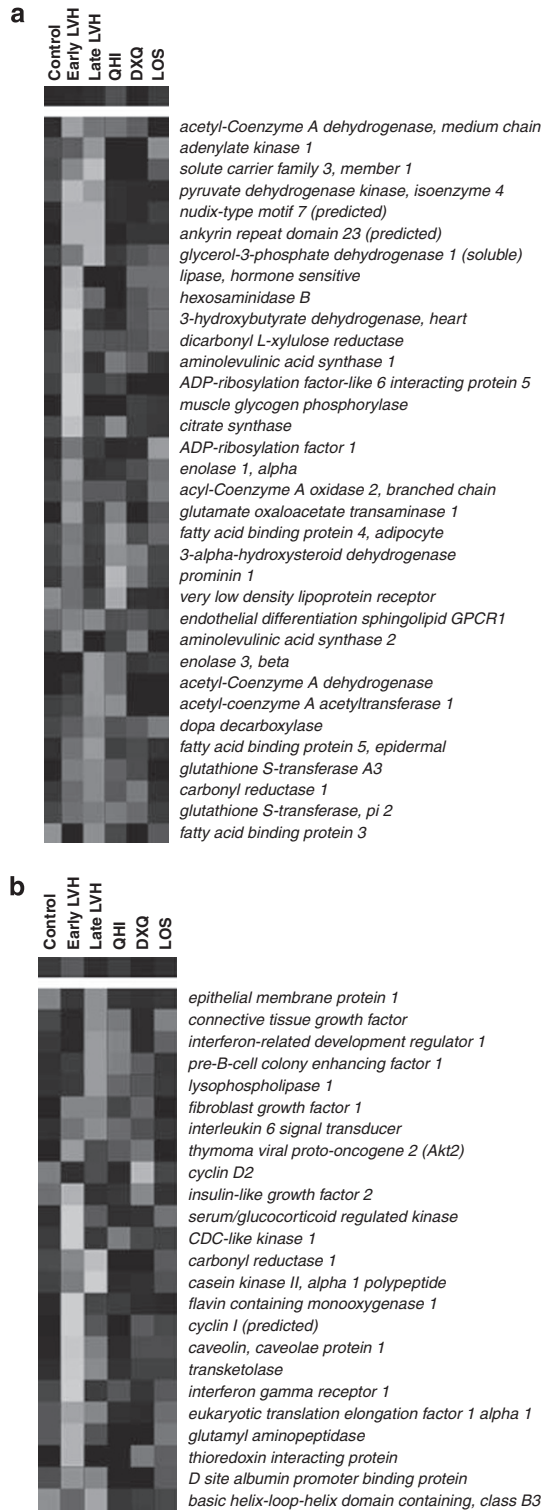 a
Control
Early LVH
Late LVH
QHI
DXQ
LOS
acetyl-Coenzyme A dehydrogenase, medium chain
adenylate kinase 1
solute carrier family 3, member 1
pyruvate dehydrogenase kinase, isoenzyme 4
nudix-type motif 7 (predicted)
ankyrin repeat domain 23 (predicted)
glycerol-3-phosphate dehydrogenase 1 (soluble)
lipase, hormone sensitive
hexosaminidase B
3-hydroxybutyrate dehydrogenase, heart
dicarbonyl L-xylulose reductase
aminolevulinic acid synthase 1
ADP-ribosylation factor-like 6 interacting protein 5
muscle glycogen phosphorylase
citrate synthase
ADP-ribosylation factor 1
enolase 1, alpha
acyl-Coenzyme A oxidase 2, branched chain
glutamate oxaloacetate transaminase 1
fatty acid binding protein 4, adipocyte
3-alpha-hydroxysteroid dehydrogenase
prominin 1
very low density lipoprotein receptor
endothelial differentiation sphingolipid GPCR1
aminolevulinic acid synthase 2
enolase 3, beta
acetyl-Coenzyme A dehydrogenase
acetyl-coenzyme A acetyltransferase 1
dopa decarboxylase
fatty acid binding protein 5, epidermal
glutathione S-transferase A3
carbonyl reductase 1
glutathione S-transferase, pi 2
fatty acid binding protein 3
b
Control
Early LVH
Late LVH
QHI
DXQ
LOS
epithelial membrane protein 1
connective tissue growth factor
interferon-related development regulator 1
pre-B-cell colony enhancing factor 1
lysophospholipase 1
fibroblast growth factor 1
interleukin 6 signal transducer
thymoma viral proto-oncogene 2 (Akt2)
cyclin D2
insulin-like growth factor 2
serum/glucocorticoid regulated kinase
CDC-like kinase 1
carbonyl reductase 1
casein kinase II, alpha 1 polypeptide
flavin containing monooxygenase 1
cyclin I (predicted)
caveolin, caveolae protein 1
transketolase
interferon gamma receptor 1
eukaryotic translation elongation factor 1 alpha 1
glutamyl aminopeptidase
thioredoxin interacting protein
D site albumin promoter binding protein
basic helix-loop-helix domain containing, class B3